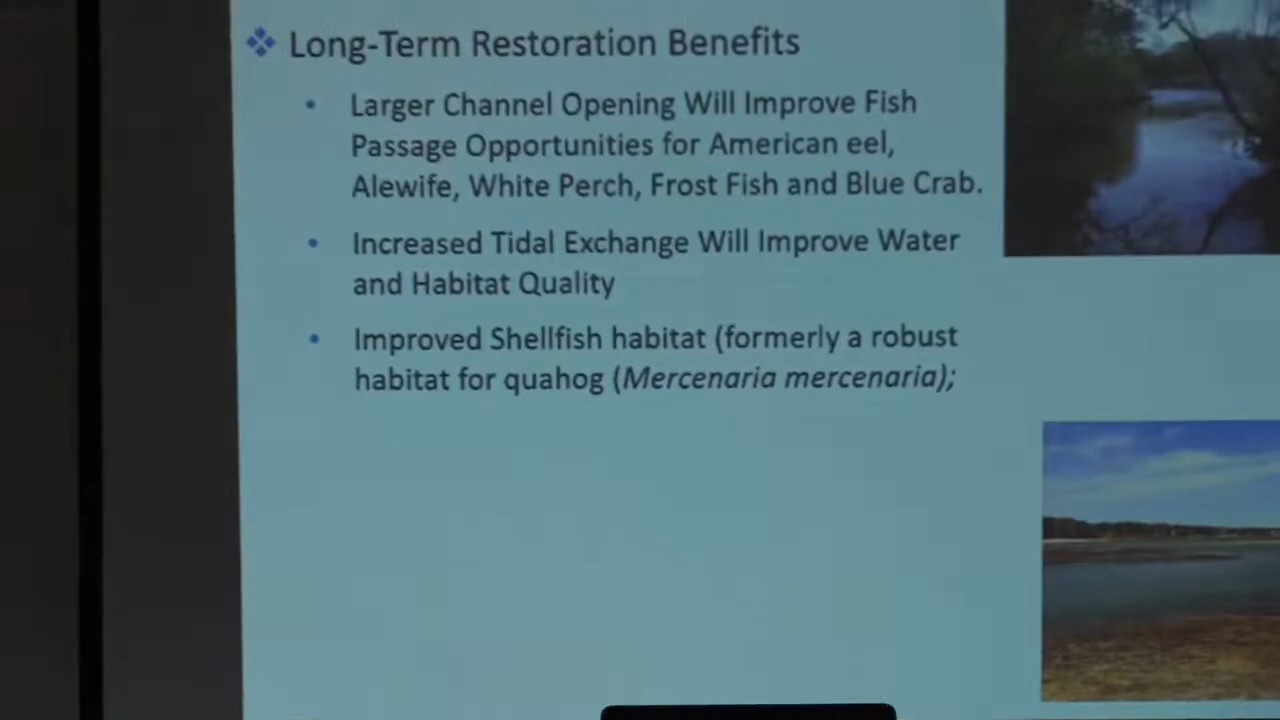 Long-Term Restoration Benefits
Larger Channel Opening Will Improve Fish
Passage Opportunities for American eel,
Alewife, White Perch, Frost Fish and Blue Crab.
Increased Tidal Exchange Will Improve Water
and Habitat Quality
Improved Shellfish habitat (formerly a robust
habitat for quahog (Mercenaria mercenaria);